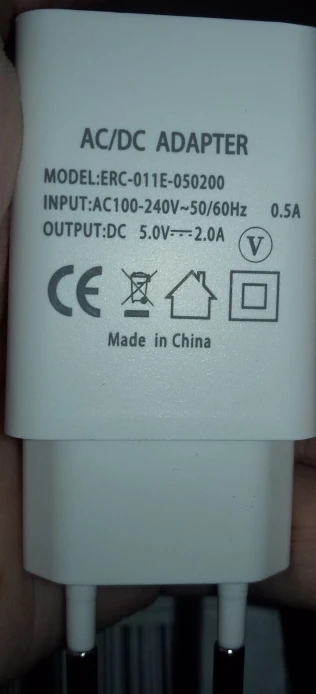 AC/DC ADAPTER
MODEL:ERC-011E-050200
INPUT:AC100-240V~50/60Hz 0.5A
OUTPUT:DC 5.0V⎓2.0A
V
CE
Made in China